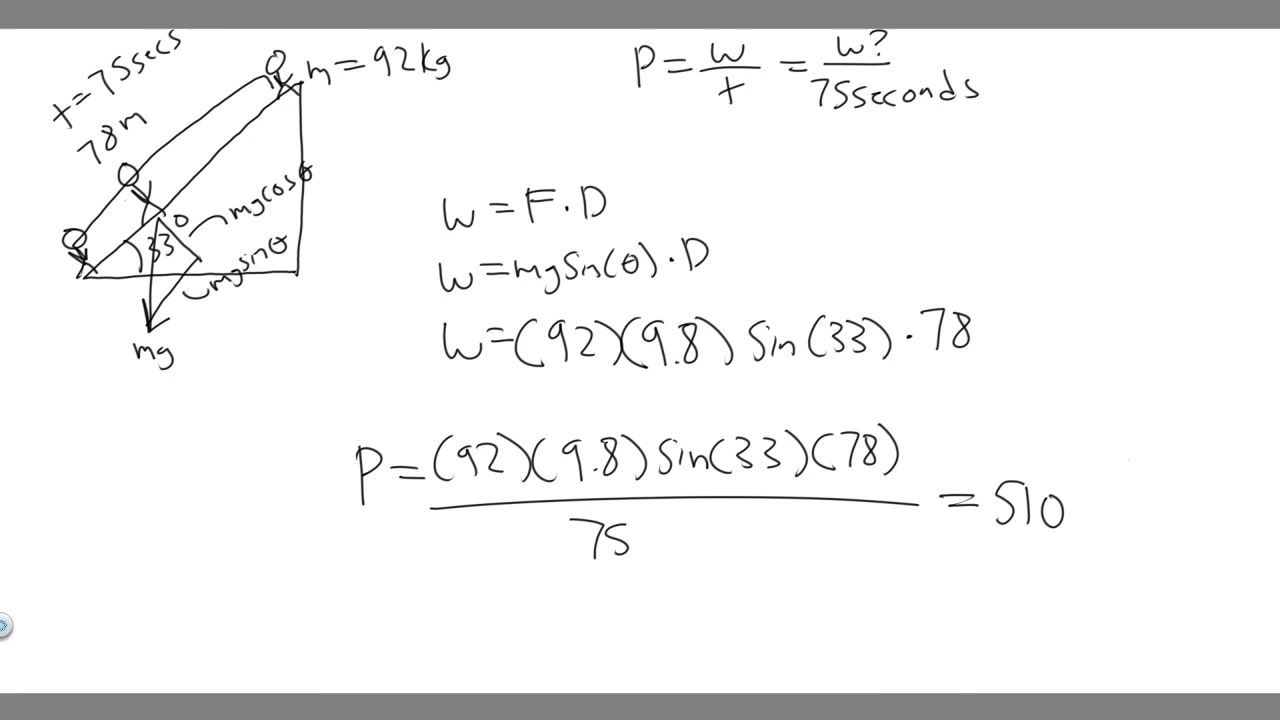 t=75secs
78m
m=92kg
mgcosθ
θ
33
mgsinθ
mg
P=w/t=w?/75seconds
W=F.D
W=mgSin(θ).D
W=(92)(9.8)Sin(33).78
P=(92)(9.8)Sin(33)(78)/75=510